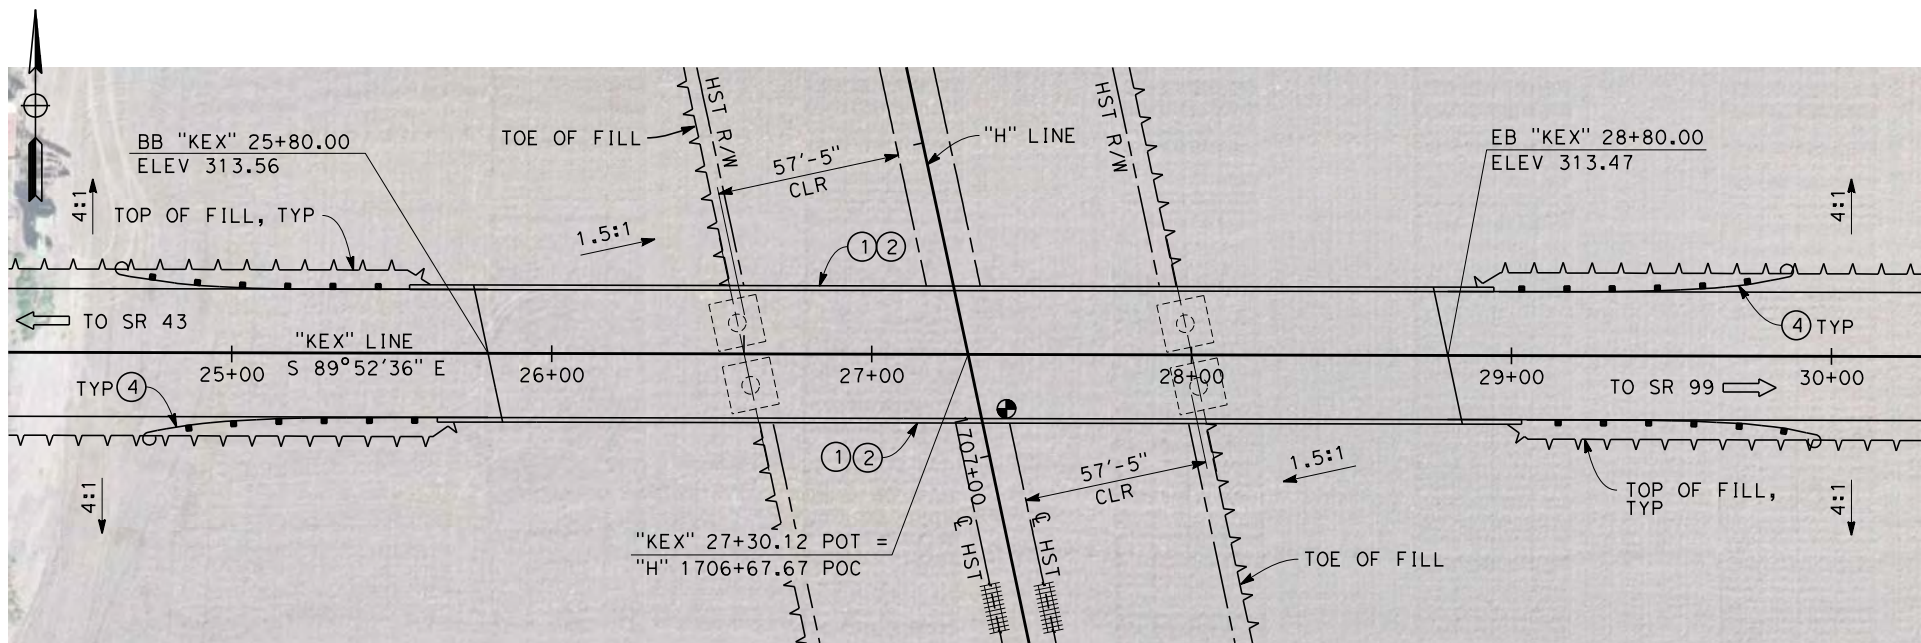 BB "KEX" 25+80.00
ELEV 313.56
TOE OF FILL
HST R/W
57'-5"
CLR
"H" LINE
HST R/W
EB "KEX" 28+80.00
ELEV 313.47
4:1
TOP OF FILL, TYP
1.5:1
1 2
4:1
TO SR 43
"KEX" LINE
S 89°52'36" E
4 TYP
25+00
26+00
27+00
28+00
29+00
30+00
TYP 4
TO SR 99
1 2
1707+00
57'-5"
CLR
1.5:1
4:1
TOP OF FILL,
TYP
4:1
"KEX" 27+30.12 POT =
"H" 1706+67.67 POC
℄ HST
℄ HST
TOE OF FILL